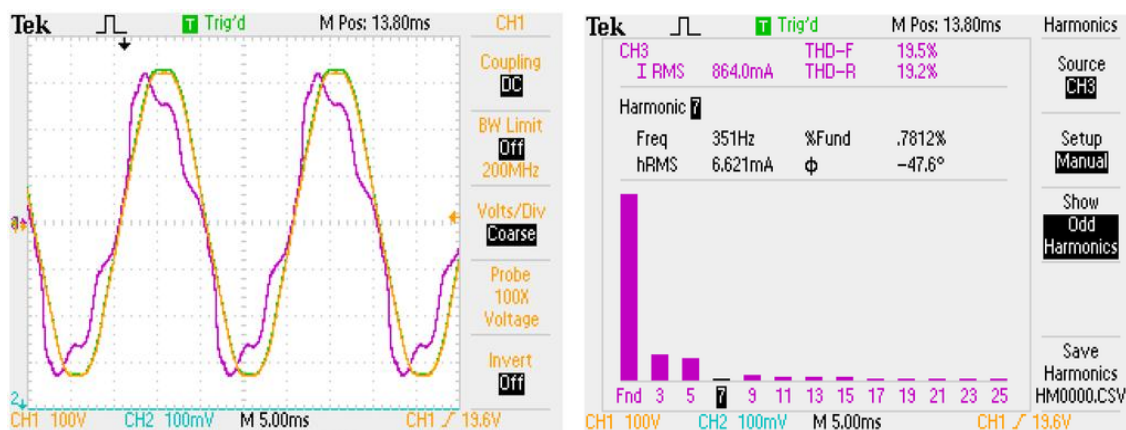 Tek T Trig'd M Pos: 13.80ms CH1
Coupling
DC
BW Limit
Off
200MHz
Volts/Div
Coarse
Probe
100X
Voltage
Invert
Off
2
CH1 100V CH2 100mV M 5.00ms CH1 19.6V
Tek T Trig'd M Pos: 13.80ms Harmonics
CH3 THD-F 19.5%
I RMS 864.0mA THD-R 19.2%
Source
CH3
Harmonic 7
Freq 351Hz %Fund .7812%
hRMS 6.621mA ϕ -47.6°
Setup
Manual
Show
Odd
Harmonics
Save
Harmonics
Fnd 3 5 7 9 11 13 15 17 19 21 23 25 HM0000.CSV
CH1 100V CH2 100mV M 5.00ms CH1 19.6V